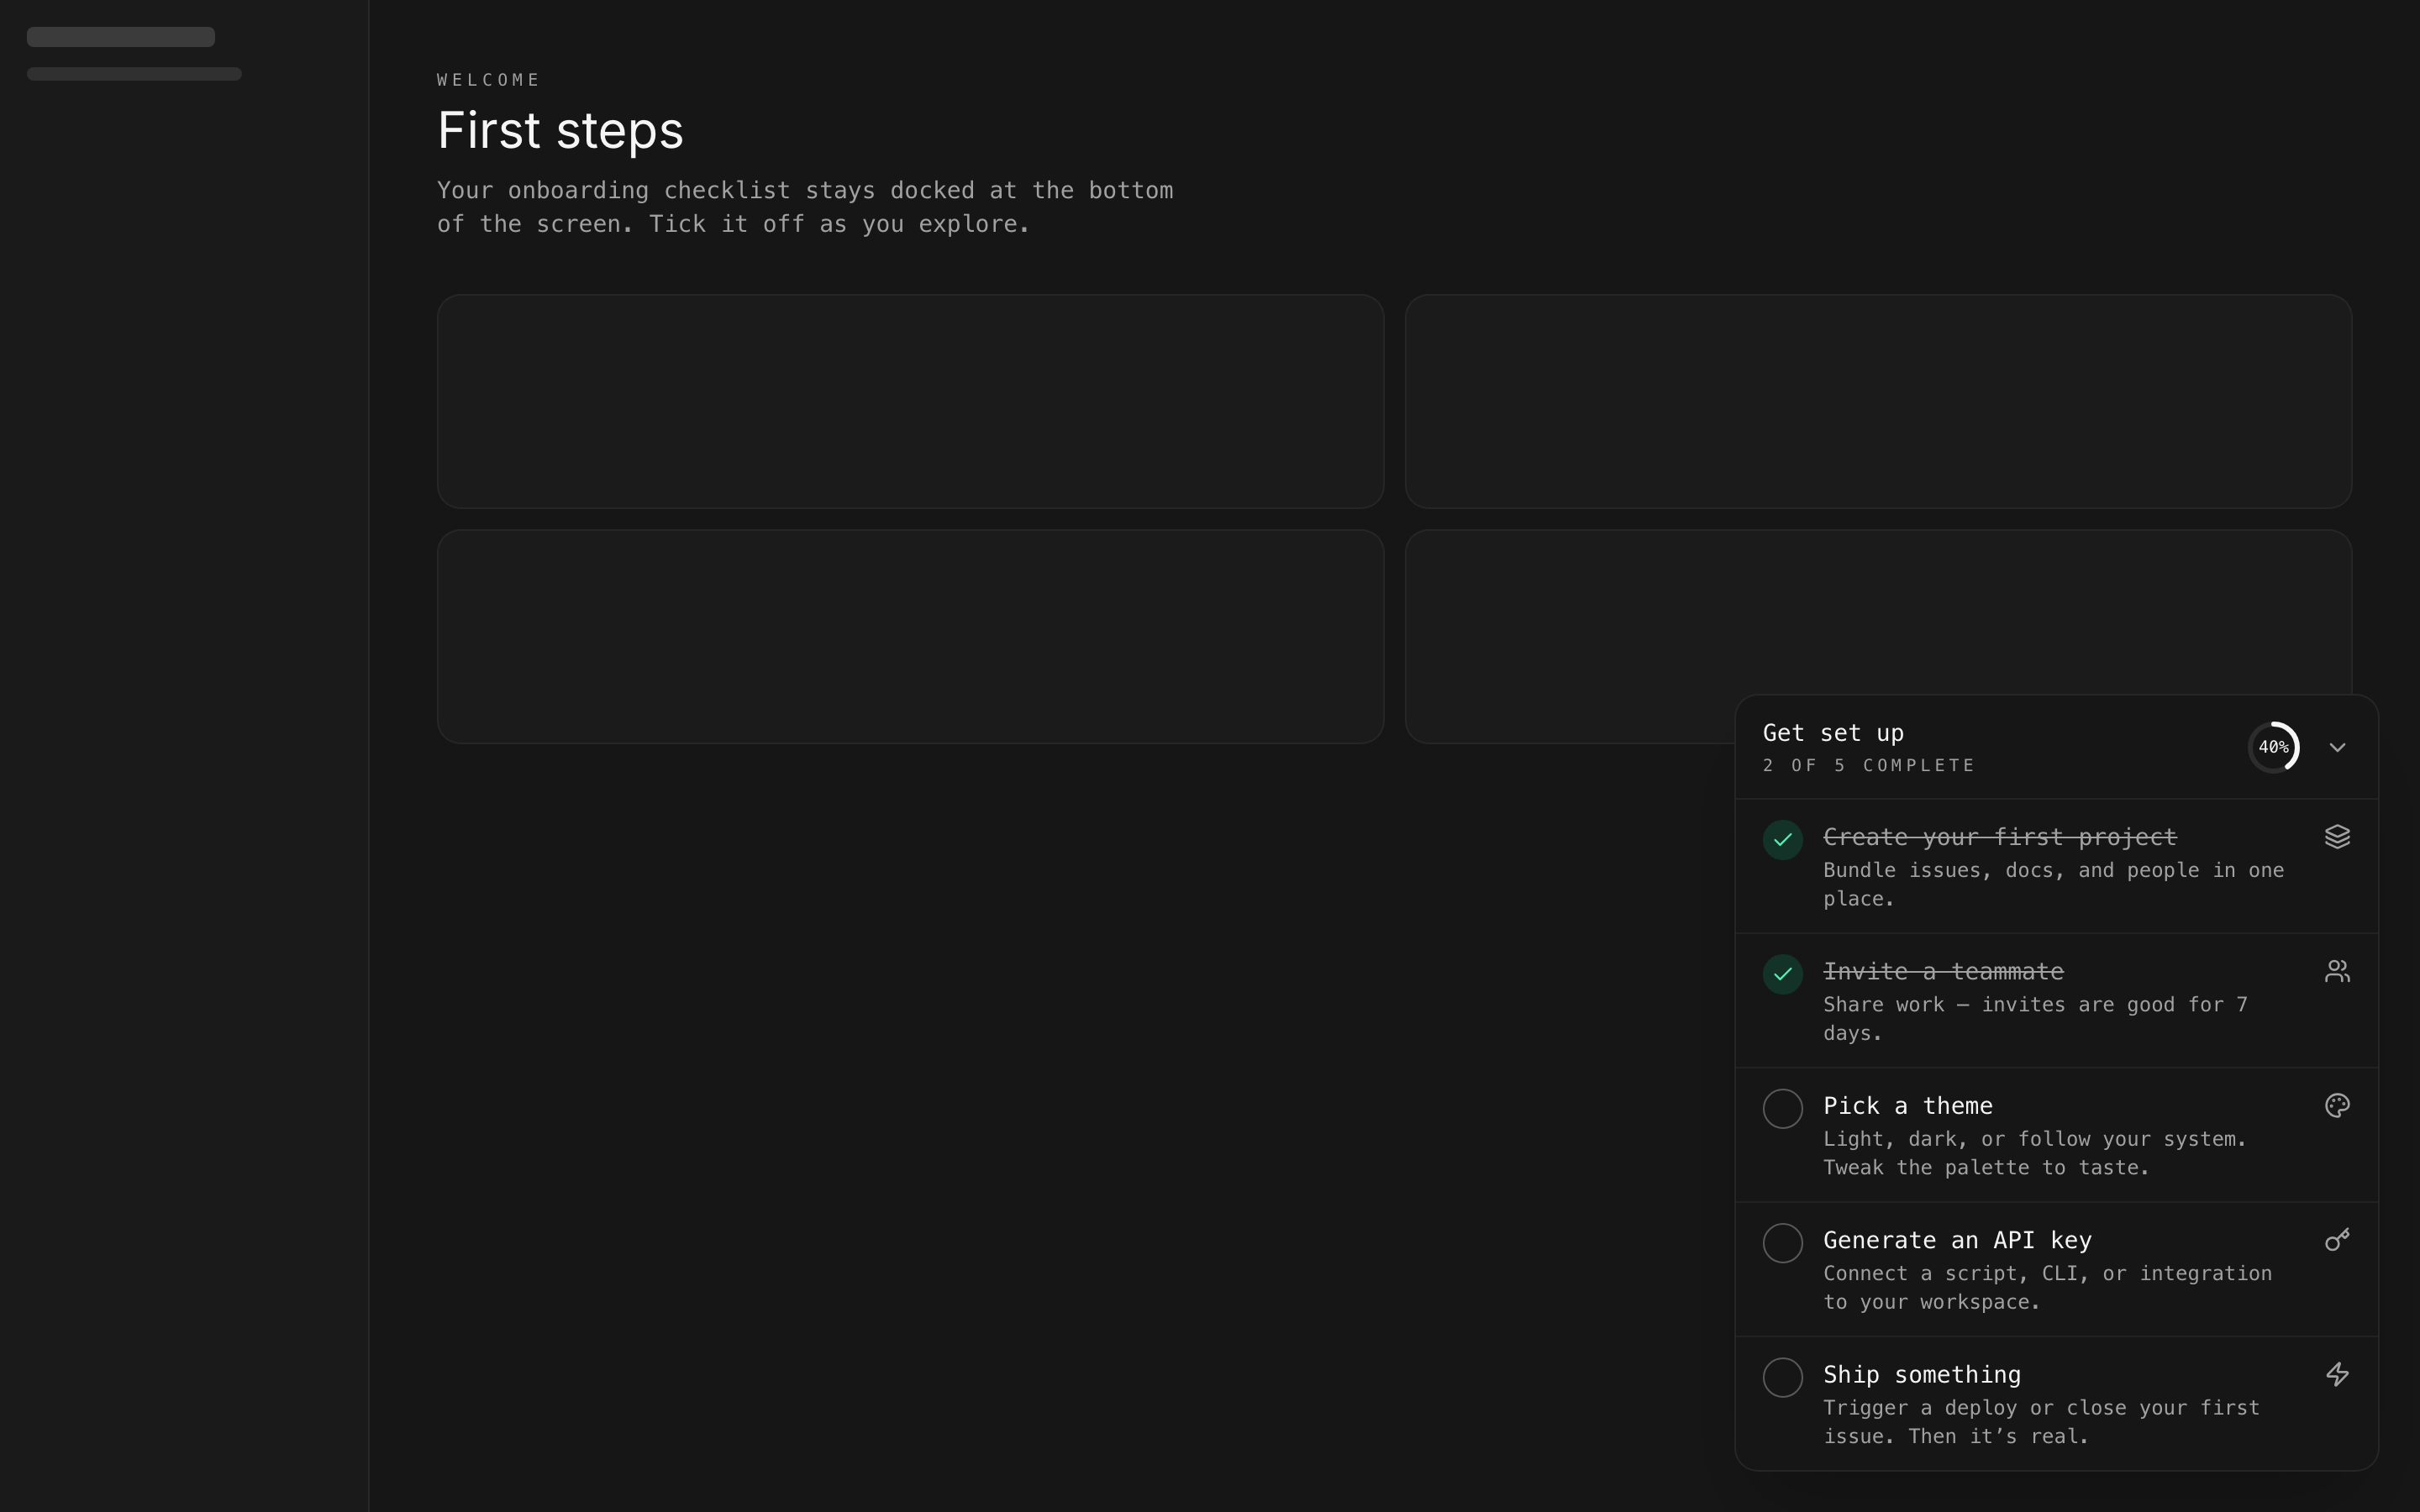 WELCOME
First steps
Your onboarding checklist stays docked at the bottom
of the screen. Tick it off as you explore.
Get set up
2 OF 5 COMPLETE
40%
Create your first project
Bundle issues, docs, and people in one
place.
Invite a teammate
Share work — invites are good for 7
days.
Pick a theme
Light, dark, or follow your system.
Tweak the palette to taste.
Generate an API key
Connect a script, CLI, or integration
to your workspace.
Ship something
Trigger a deploy or close your first
issue. Then it’s real.